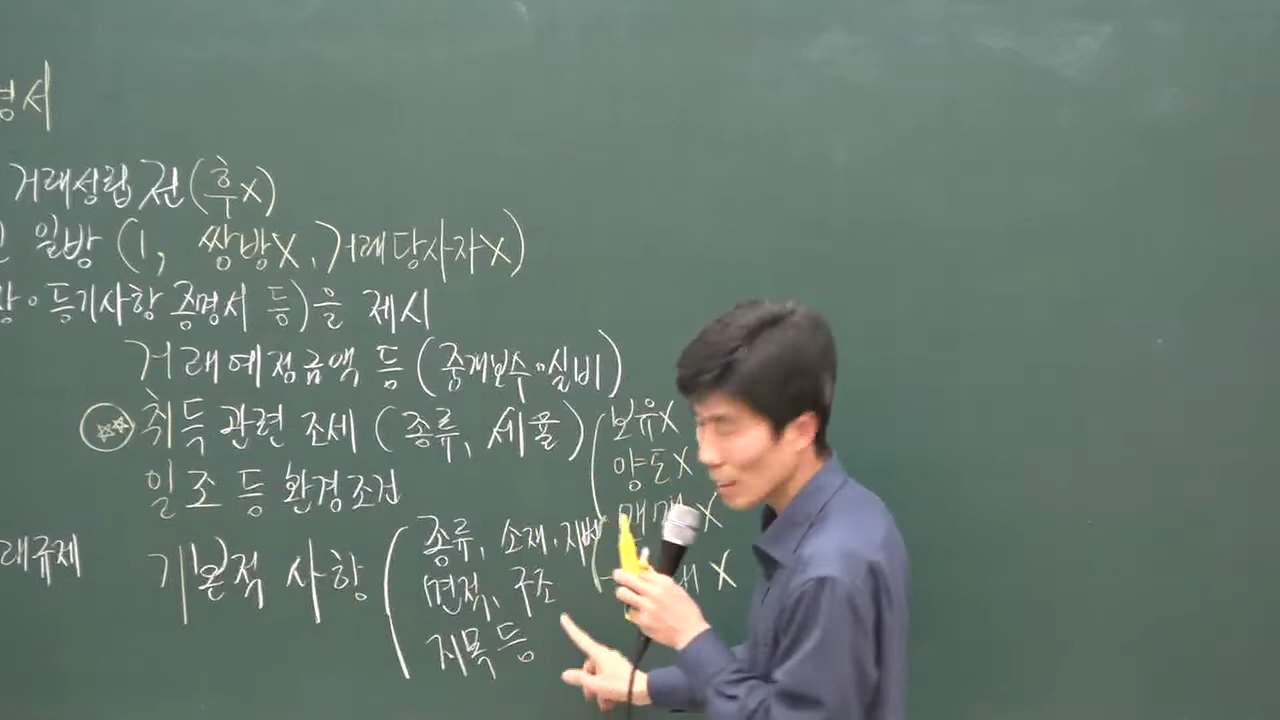 명서
거래성립 전(후X)
일방 (1, 쌍방X, 거래당사자X)
·등기사항 증명서 등)을 제시
거래예정금액 등 (중개보수·실비)
취득 관련 조세 (종류, 세율) (보유X
양도X
일조 등 환경조건
매매X
래규제
기본적 사항 (종류, 소재, 지번
면적, 구조
X
지목 등